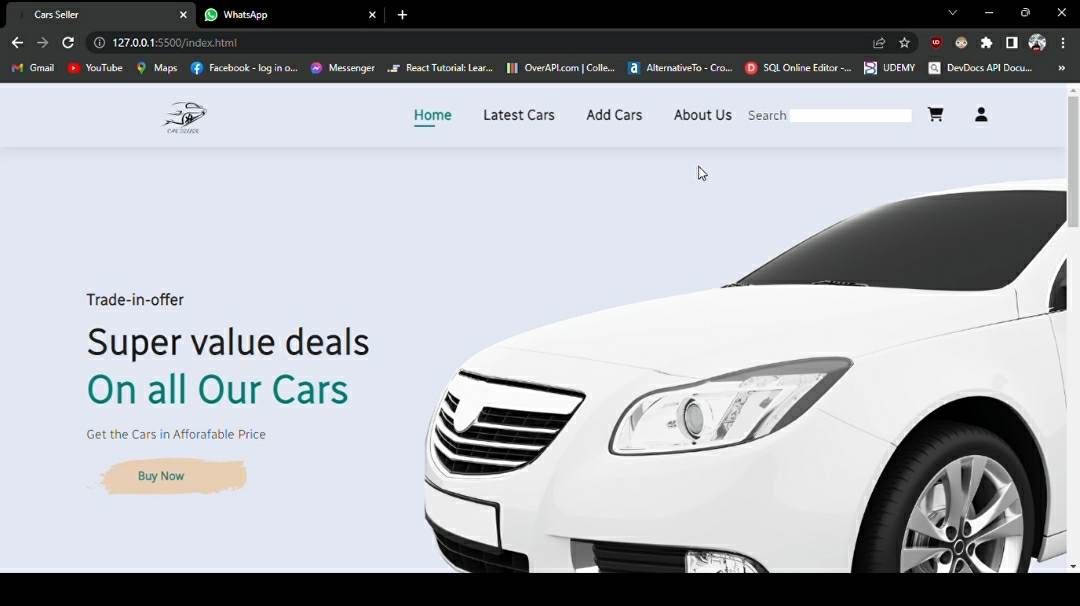 Cars Seller
WhatsApp
127.0.0.1:5500/index.html
Gmail
YouTube
Maps
Facebook - log in o...
Messenger
React Tutorial: Lear...
OverAPI.com | Colle...
AlternativeTo - Cro...
SQL Online Editor -...
UDEMY
DevDocs API Docu...
Home
Latest Cars
Add Cars
About Us
Search
Trade-in-offer
Super value deals
On all Our Cars
Get the Cars in Afforafable Price
Buy Now